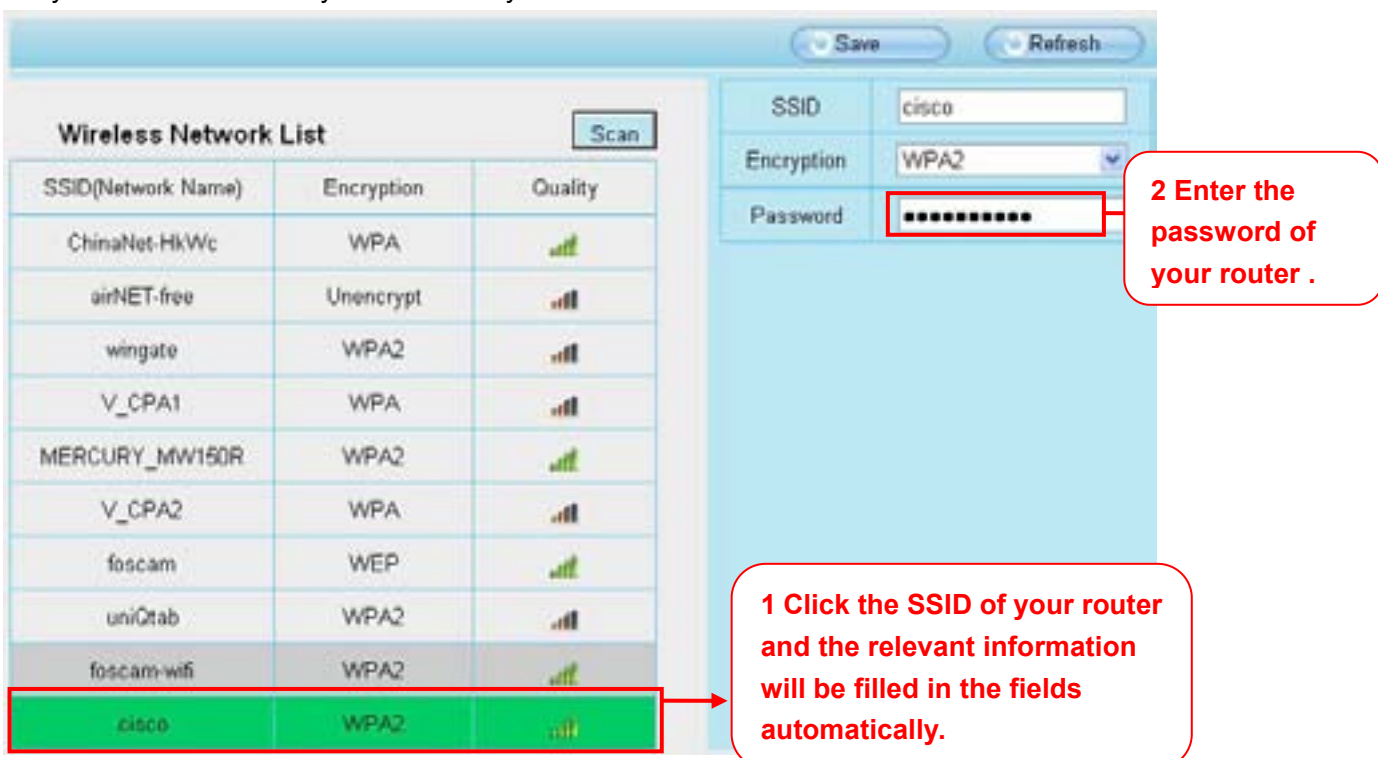 Save Refresh
Wireless Network List Scan
SSID(Network Name) Encryption Quality
ChinaNet-HkWc WPA
airNET-free Unencrypt
wingate WPA2
V_CPA1 WPA
MERCURY_MW150R WPA2
V_CPA2 WPA
foscam WEP
uniQtab WPA2
foscam-wifi WPA2
cisco WPA2
SSID cisco
Encryption WPA2
Password ••••••••••
2 Enter the
password of
your router .
1 Click the SSID of your router
and the relevant information
will be filled in the fields
automatically.